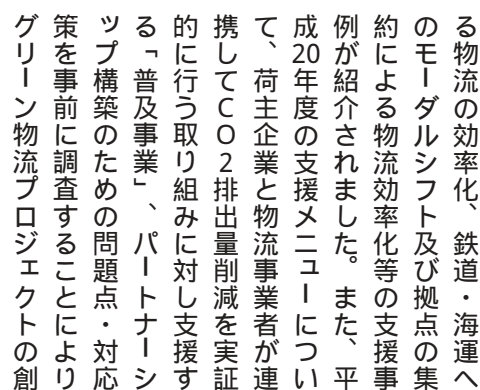 る物流の効率化、鉄道・海運へ
のモーダルシフト及び拠点の集
約による物流効率化等の支援事
例が紹介されました。また、平
成20年度の支援メニューについ
て、荷主企業と物流事業者が連
携してCO2排出量削減を実証
的に行う取り組みに対し支援す
る「普及事業」、パートナーシ
ップ構築のための問題点・対応
策を事前に調査することにより
グリーン物流プロジェクトの創